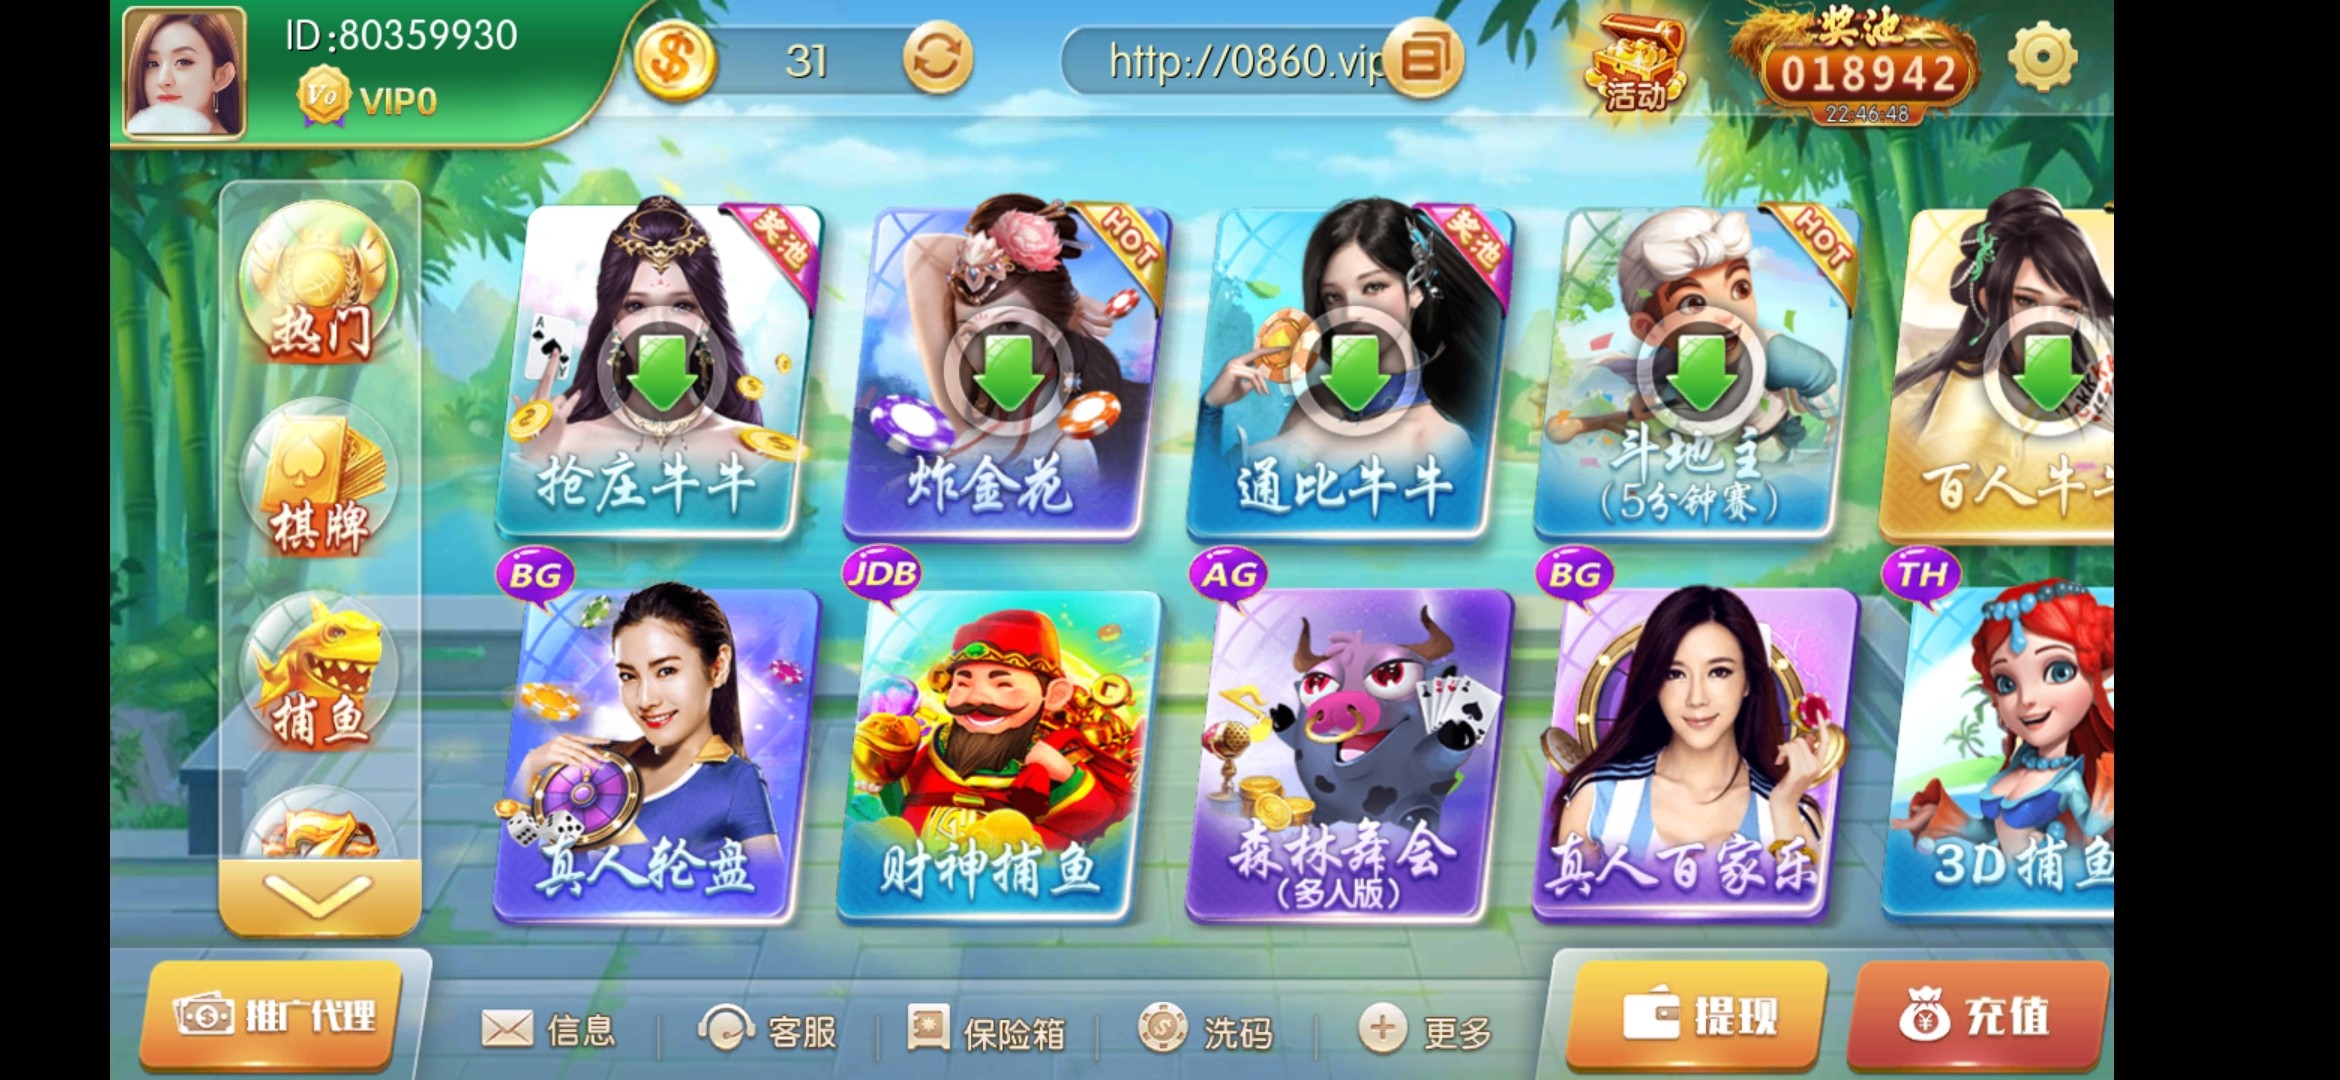 ID:80359930
V0 VIP0
31
http://0860.vip
活动
奖池
018942
22:46:48
热门
棋牌
捕鱼
奖池
抢庄牛牛
HOT
炸金花
奖池
通比牛牛
HOT
斗地主
(5分钟赛)
百人牛牛
BG
真人轮盘
JDB
财神捕鱼
AG
森林舞会
(多人版)
BG
真人百家乐
TH
3D捕鱼
推广代理
信息
客服
保险箱
洗码
更多
提现
充值